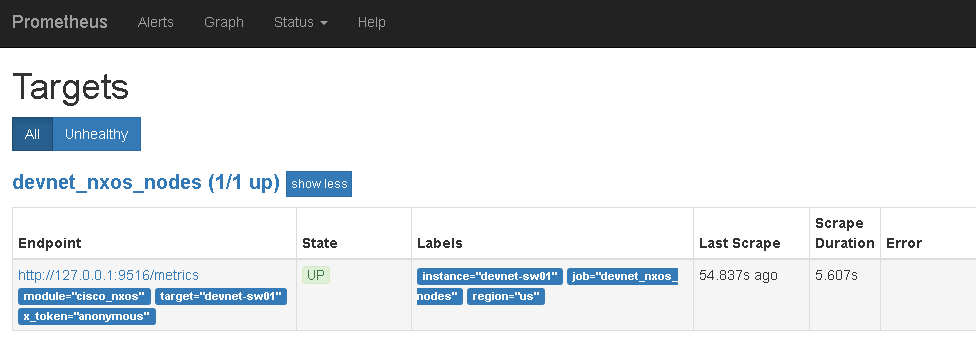 Prometheus Alerts Graph Status Help
Targets
All Unhealthy
devnet_nxos_nodes (1/1 up) show less
Endpoint State Labels Last Scrape Scrape Duration Error
http://127.0.0.1:9516/metrics UP instance="devnet-sw01" job="devnet_nxos_ 54.837s ago 5.607s
module="cisco_nxos" target="devnet-sw01" nodes" region="us"
x_token="anonymous"